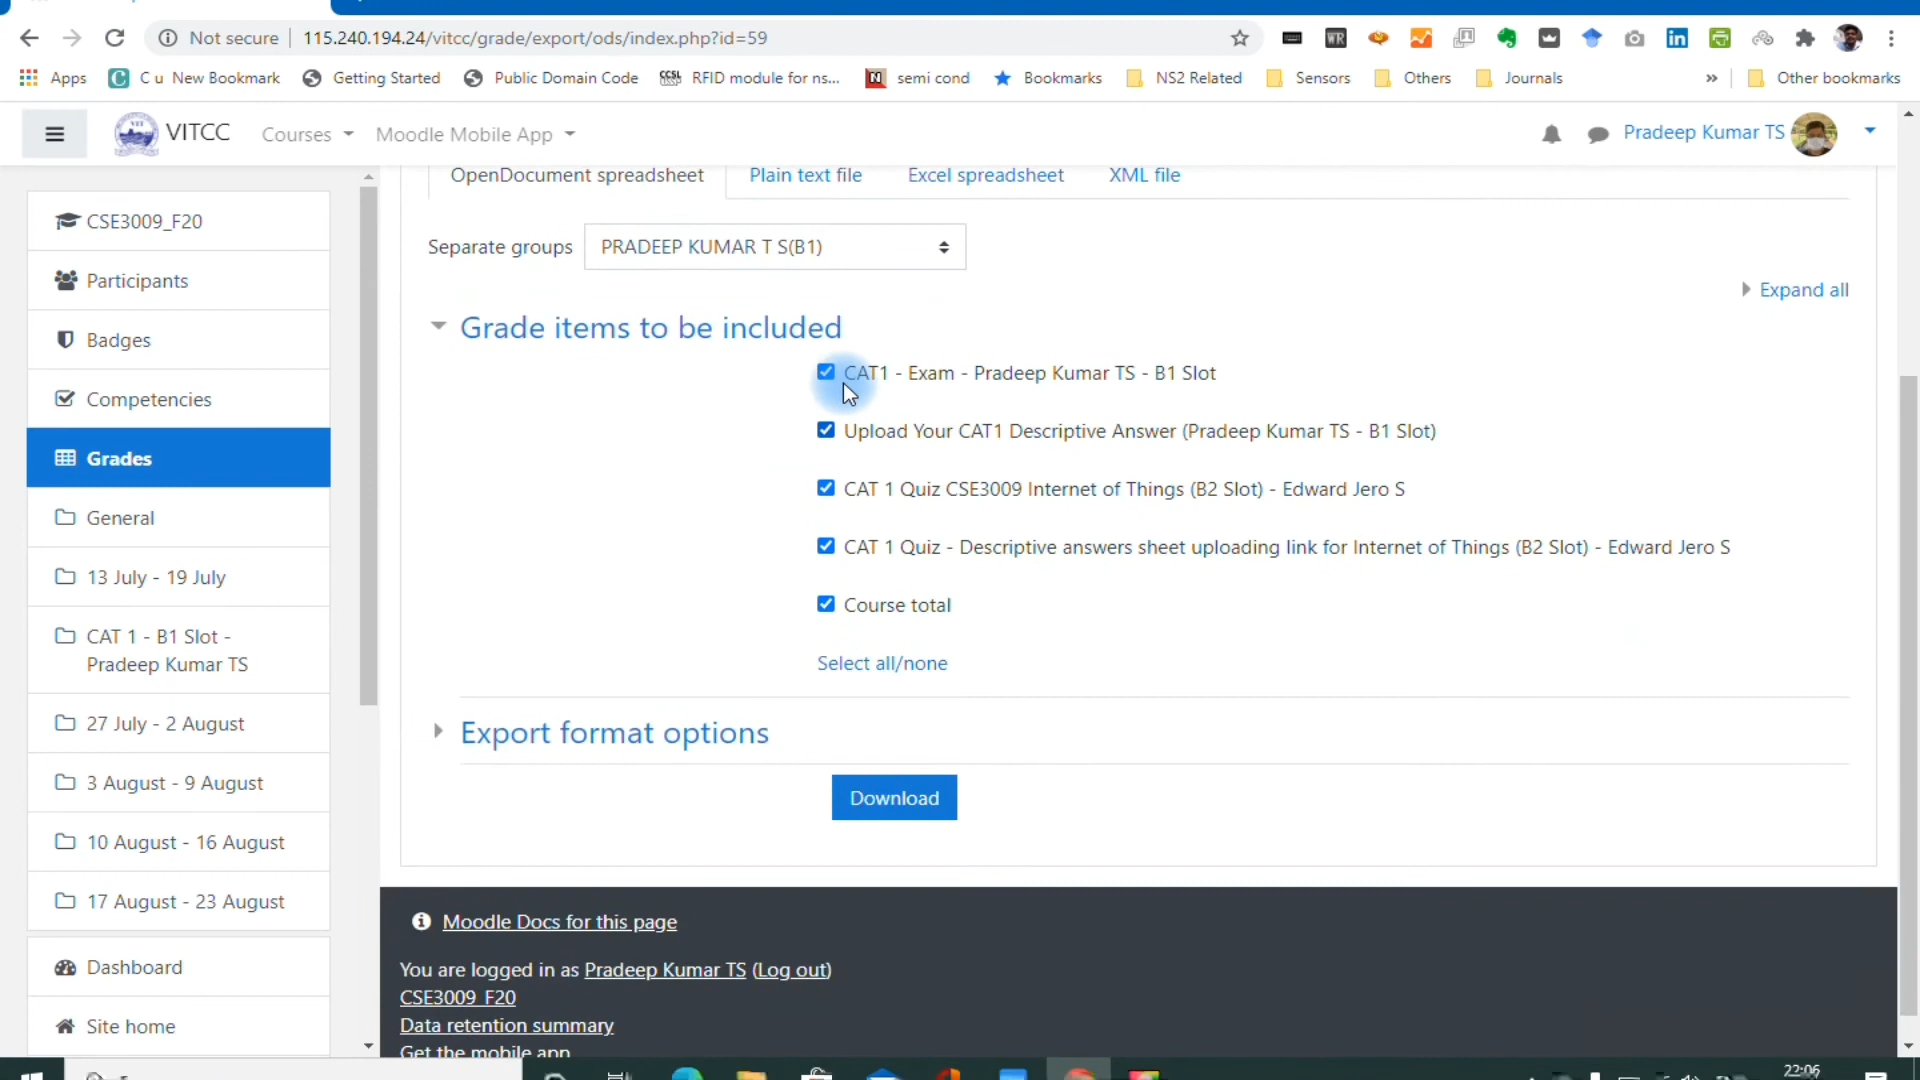 Not secure 115.240.194.24/vitcc/grade/export/ods/index.php?id=59
Apps C u New Bookmark Getting Started Public Domain Code RFID module for ns... semi cond Bookmarks NS2 Related Sensors Others Journals » Other bookmarks
VITCC Courses Moodle Mobile App Pradeep Kumar TS
OpenDocument spreadsheet Plain text file Excel spreadsheet XML file
CSE3009_F20
Separate groups PRADEEP KUMAR T S(B1)
Participants
Expand all
Grade items to be included
Badges
CAT1 - Exam - Pradeep Kumar TS - B1 Slot
Competencies
Upload Your CAT1 Descriptive Answer (Pradeep Kumar TS - B1 Slot)
Grades
CAT 1 Quiz CSE3009 Internet of Things (B2 Slot) - Edward Jero S
General
CAT 1 Quiz - Descriptive answers sheet uploading link for Internet of Things (B2 Slot) - Edward Jero S
13 July - 19 July
Course total
CAT 1 - B1 Slot -
Pradeep Kumar TS
Select all/none
27 July - 2 August
Export format options
3 August - 9 August
Download
10 August - 16 August
17 August - 23 August
Moodle Docs for this page
Dashboard
You are logged in as Pradeep Kumar TS (Log out)
CSE3009_F20
Site home
Data retention summary
Get the mobile app
22:06